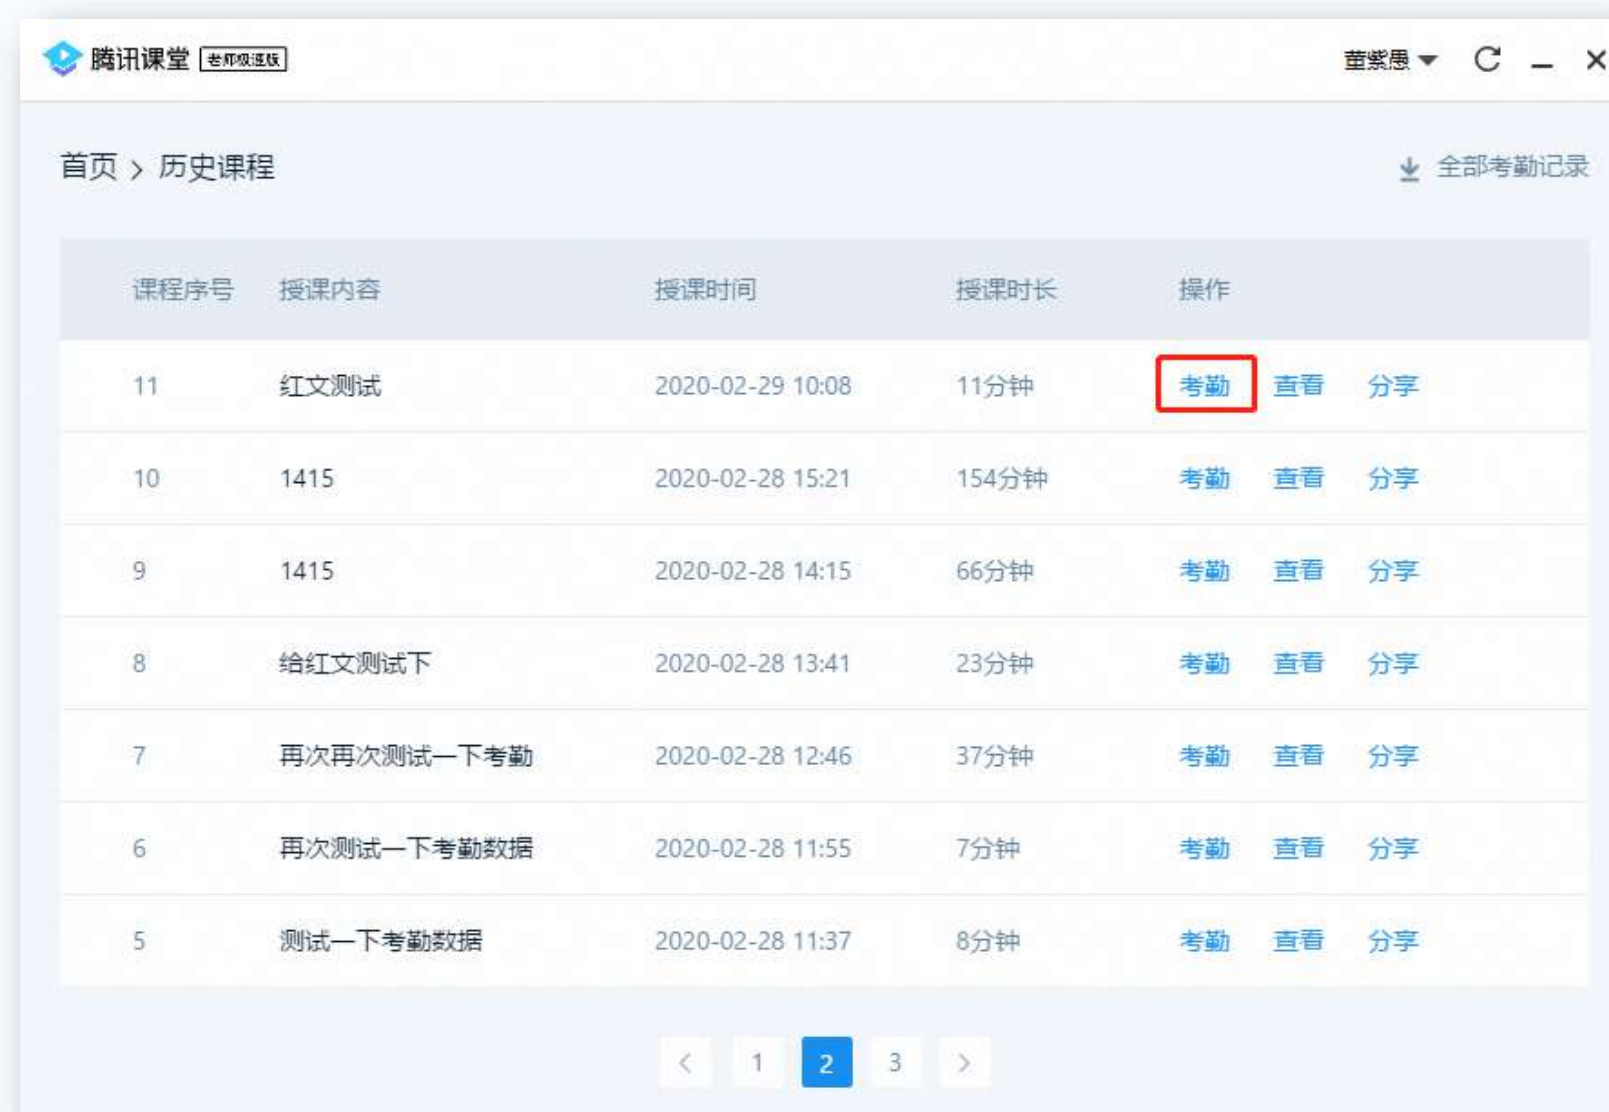 腾讯课堂 老师极速版 董紫愚
首页 > 历史课程 全部考勤记录
课程序号 授课内容 授课时间 授课时长 操作
11 红文测试 2020-02-29 10:08 11分钟 考勤 查看 分享
10 1415 2020-02-28 15:21 154分钟 考勤 查看 分享
9 1415 2020-02-28 14:15 66分钟 考勤 查看 分享
8 给红文测试下 2020-02-28 13:41 23分钟 考勤 查看 分享
7 再次再次测试一下考勤 2020-02-28 12:46 37分钟 考勤 查看 分享
6 再次测试一下考勤数据 2020-02-28 11:55 7分钟 考勤 查看 分享
5 测试一下考勤数据 2020-02-28 11:37 8分钟 考勤 查看 分享
< 1 2 3 >